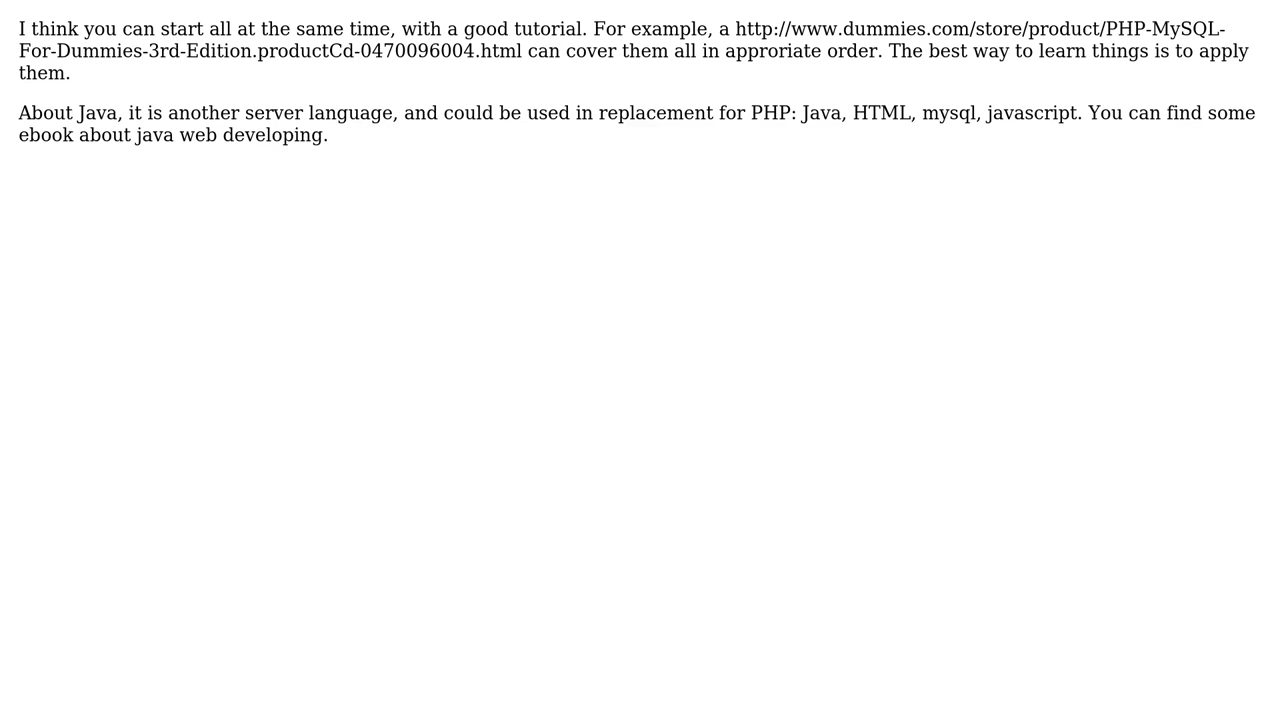 I think you can start all at the same time, with a good tutorial. For example, a http://www.dummies.com/store/product/PHP-MySQL-
For-Dummies-3rd-Edition.productCd-0470096004.html can cover them all in approriate order. The best way to learn things is to apply
them.
About Java, it is another server language, and could be used in replacement for PHP: Java, HTML, mysql, javascript. You can find some
ebook about java web developing.